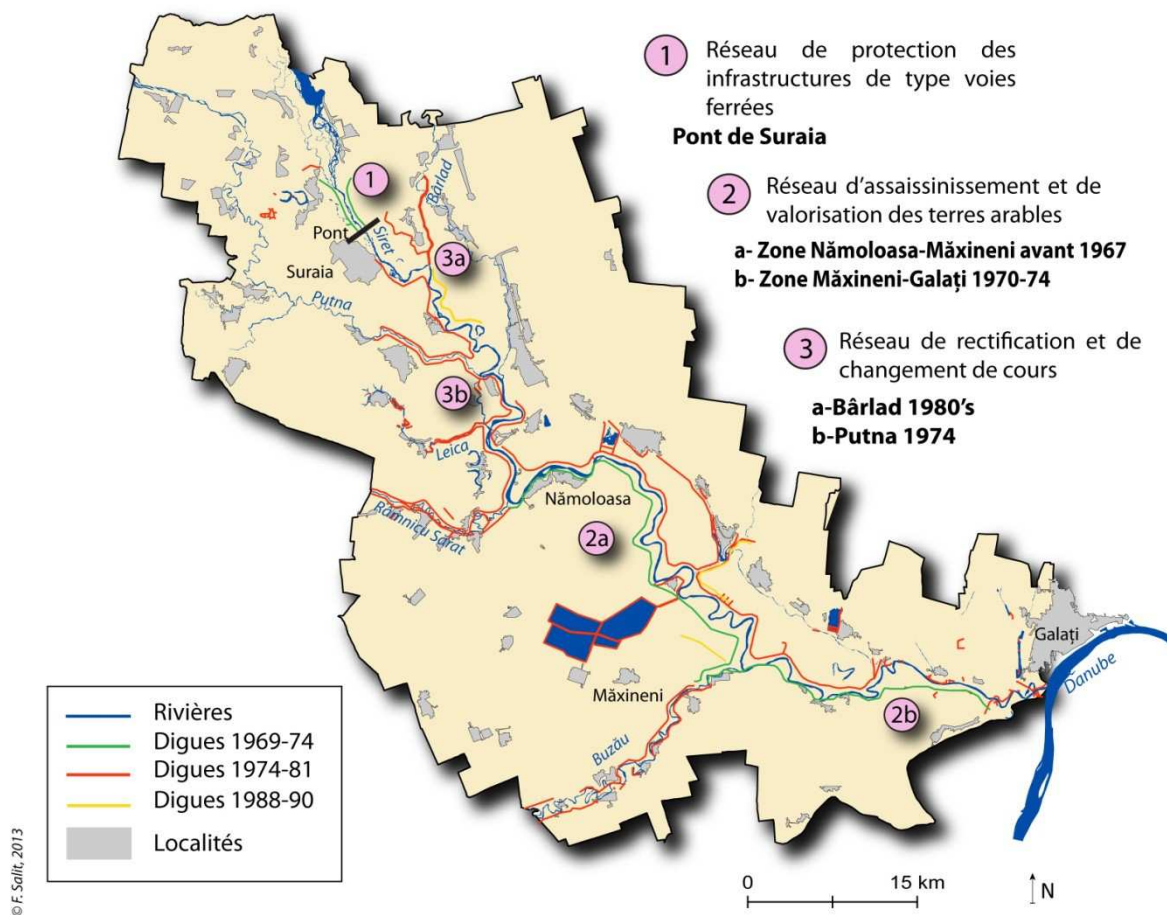 1 Réseau de protection des
infrastructures de type voies
ferrées
Pont de Suraia
2 Réseau d'assaissinissement et de
valorisation des terres arables
a- Zone Nămoloasa-Măxineni avant 1967
b- Zone Măxineni-Galați 1970-74
3 Réseau de rectification et de
changement de cours
a-Bârlad 1980's
b-Putna 1974
1
Bârlad
Pont
Siret
3a
Suraia
Putna
3b
Leica
Nămoloasa
Râmnicu Sărat
2a
Galați
Danube
Măxineni
2b
Buzău
Rivières
Digues 1969-74
Digues 1974-81
Digues 1988-90
Localités
0 15 km
N
© F. Salit, 2013